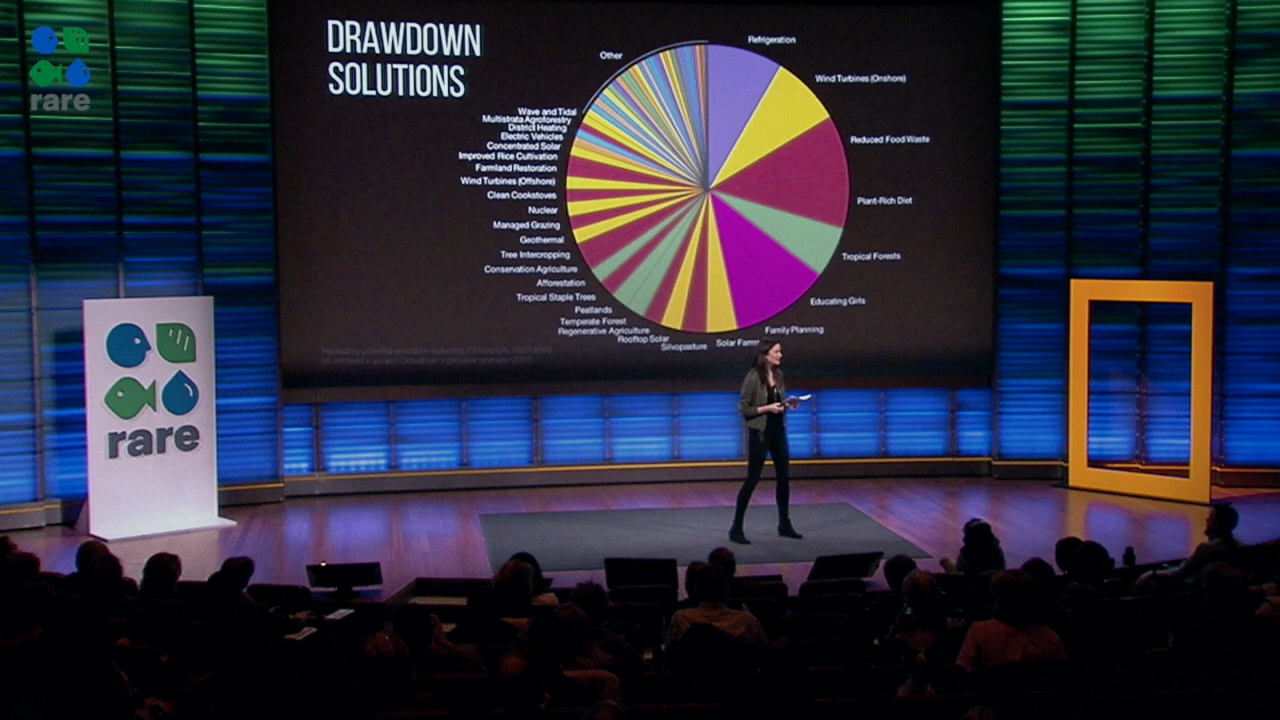 rare
DRAWDOWN
SOLUTIONS
Refrigeration
Wind Turbines (Onshore)
Reduced Food Waste
Plant-Rich Diet
Tropical Forests
Educating Girls
Family Planning
Solar Farms
Silvopasture
Rooftop Solar
Regenerative Agriculture
Temperate Forest
Peatlands
Tropical Staple Trees
Afforestation
Conservation Agriculture
Tree Intercropping
Geothermal
Managed Grazing
Nuclear
Clean Cookstoves
Wind Turbines (Offshore)
Farmland Restoration
Improved Rice Cultivation
Concentrated Solar
Electric Vehicles
District Heating
Multistrata Agroforestry
Wave and Tidal
Other
rare